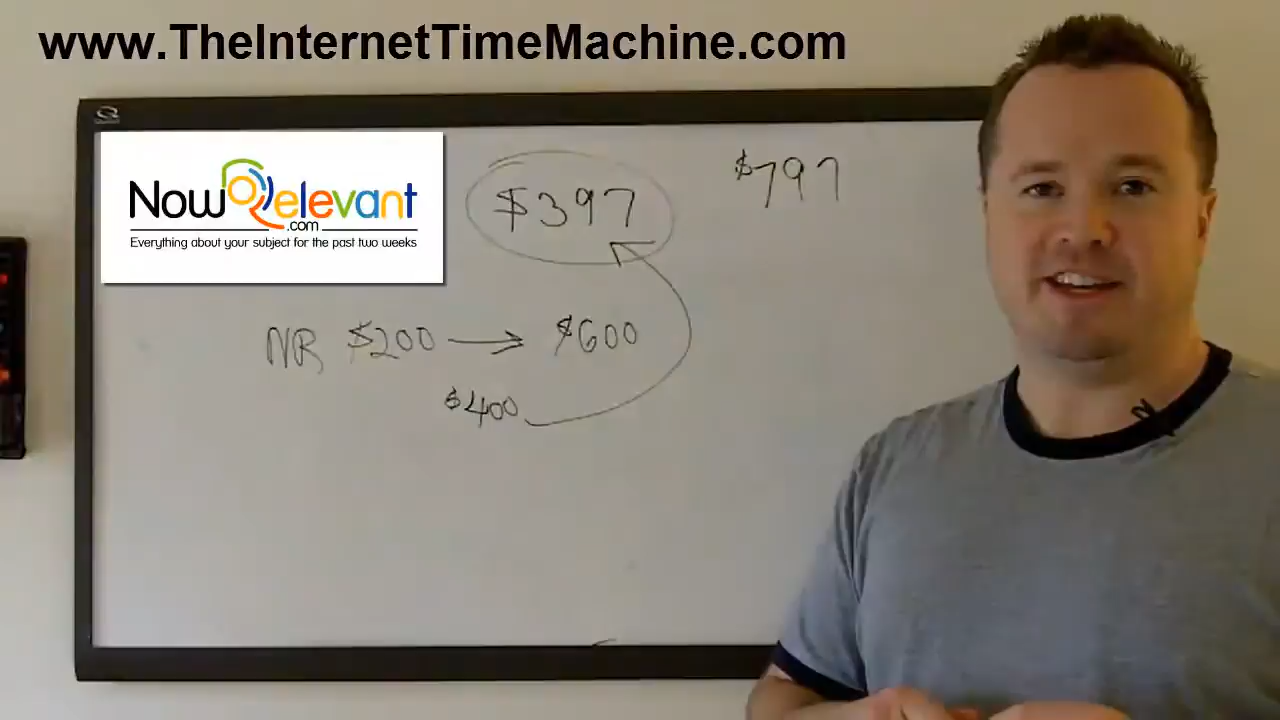 www.TheInternetTimeMachine.com
NowRelevant
.com
Everything about your subject for the past two weeks
$397
$797
NR $200 → $600
$400